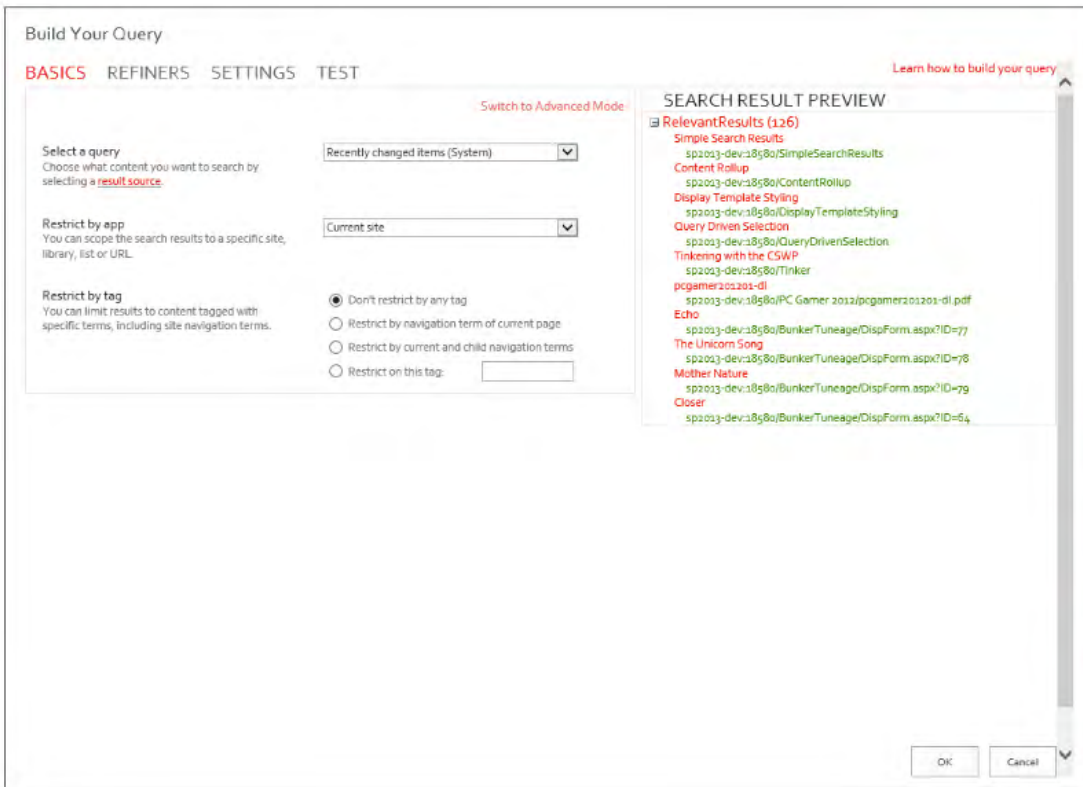 Build Your Query
BASICS REFINERS SETTINGS TEST
Learn how to build your query
Switch to Advanced Mode
Select a query
Choose what content you want to search by
selecting a result source.
Recently changed items (System)
Restrict by app
You can scope the search results to a specific site,
library, list or URL.
Current site
Restrict by tag
You can limit results to content tagged with
specific terms, including site navigation terms.
Don't restrict by any tag
Restrict by navigation term of current page
Restrict by current and child navigation terms
Restrict on this tag:
SEARCH RESULT PREVIEW
RelevantResults (126)
Simple Search Results
sp2013-dev:18580/SimpleSearchResults
Content Rollup
sp2013-dev:18580/ContentRollup
Display Template Styling
sp2013-dev:18580/DisplayTemplateStyling
Query Driven Selection
sp2013-dev:18580/QueryDrivenSelection
Tinkering with the CSWP
sp2013-dev:18580/Tinker
pcgamer201201-dl
sp2013-dev:18580/PC Gamer 2012/pcgamer201201-dl.pdf
Echo
sp2013-dev:18580/BunkerTuneage/DispForm.aspx?ID=77
The Unicorn Song
sp2013-dev:18580/BunkerTuneage/DispForm.aspx?ID=78
Mother Nature
sp2013-dev:18580/BunkerTuneage/DispForm.aspx?ID=79
Closer
sp2013-dev:18580/BunkerTuneage/DispForm.aspx?ID=64
OK Cancel